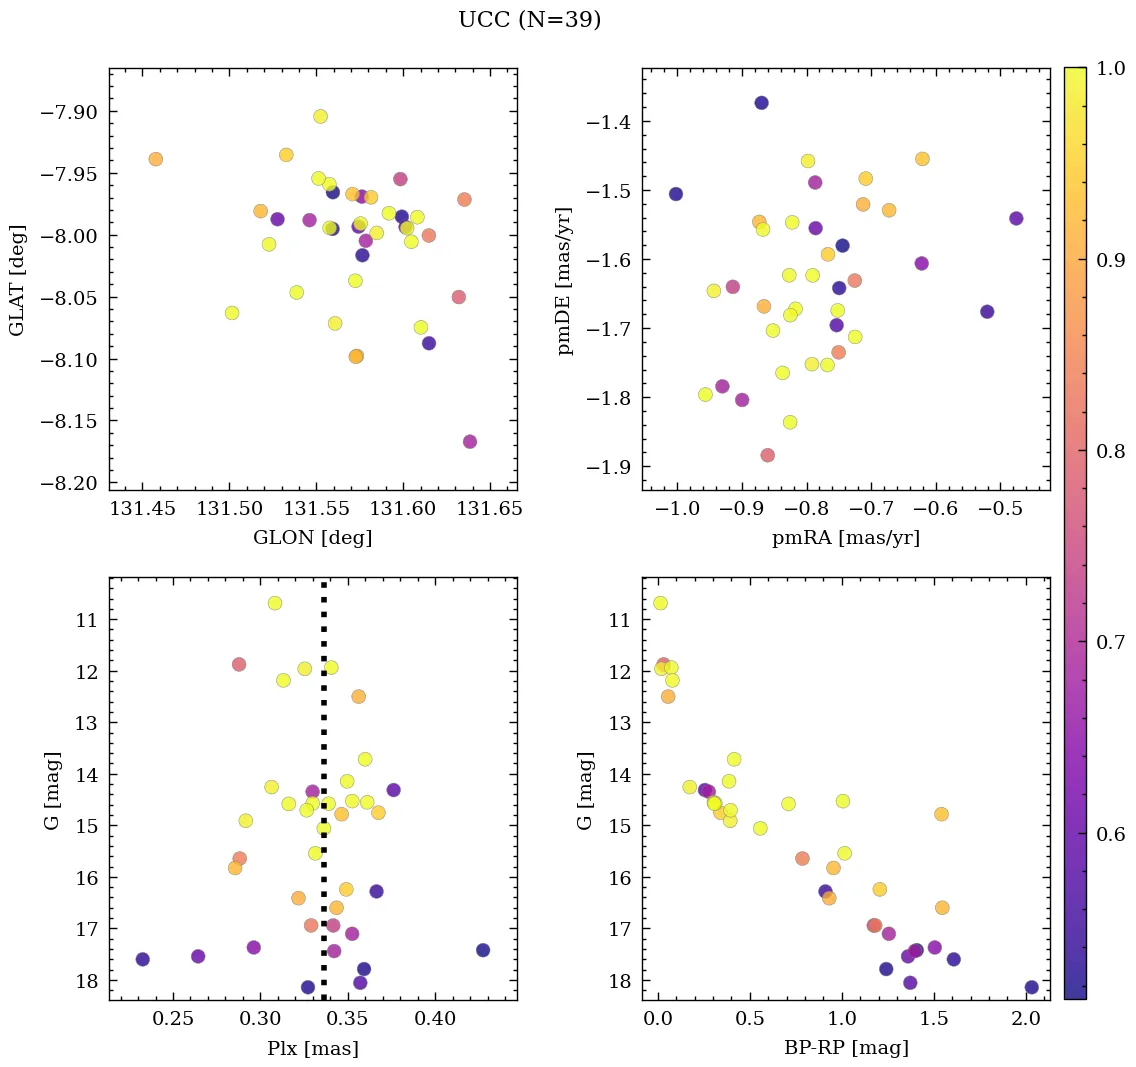 UCC (N=39)
−7.90
−7.95
−8.00
−8.05
−8.10
−8.15
−8.20
GLAT [deg]
131.45 131.50 131.55 131.60 131.65
GLON [deg]
−1.4
−1.5
−1.6
−1.7
−1.8
−1.9
pmDE [mas/yr]
−1.0 −0.9 −0.8 −0.7 −0.6 −0.5
pmRA [mas/yr]
1.0
0.9
0.8
0.7
0.6
11
12
13
14
15
16
17
18
G [mag]
0.25 0.30 0.35 0.40
Plx [mas]
11
12
13
14
15
16
17
18
G [mag]
0.0 0.5 1.0 1.5 2.0
BP-RP [mag]